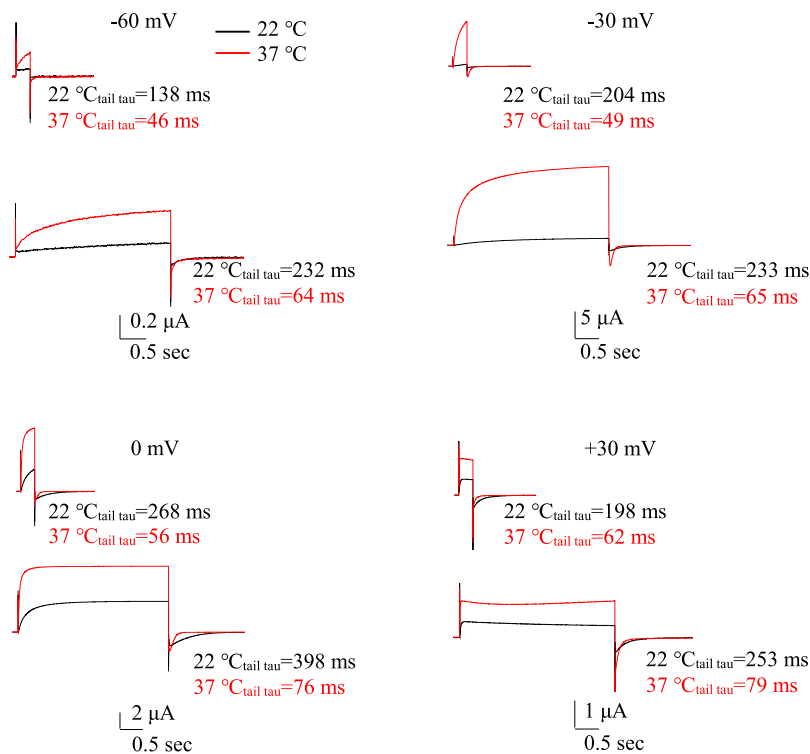 -60 mV
22 °C
37 °C
22 °Ctail tau=138 ms
37 °Ctail tau=46 ms
22 °Ctail tau=232 ms
37 °Ctail tau=64 ms
0.2 µA
0.5 sec
-30 mV
22 °Ctail tau=204 ms
37 °Ctail tau=49 ms
22 °Ctail tau=233 ms
37 °Ctail tau=65 ms
5 µA
0.5 sec
0 mV
22 °Ctail tau=268 ms
37 °Ctail tau=56 ms
22 °Ctail tau=398 ms
37 °Ctail tau=76 ms
2 µA
0.5 sec
+30 mV
22 °Ctail tau=198 ms
37 °Ctail tau=62 ms
22 °Ctail tau=253 ms
37 °Ctail tau=79 ms
1 µA
0.5 sec